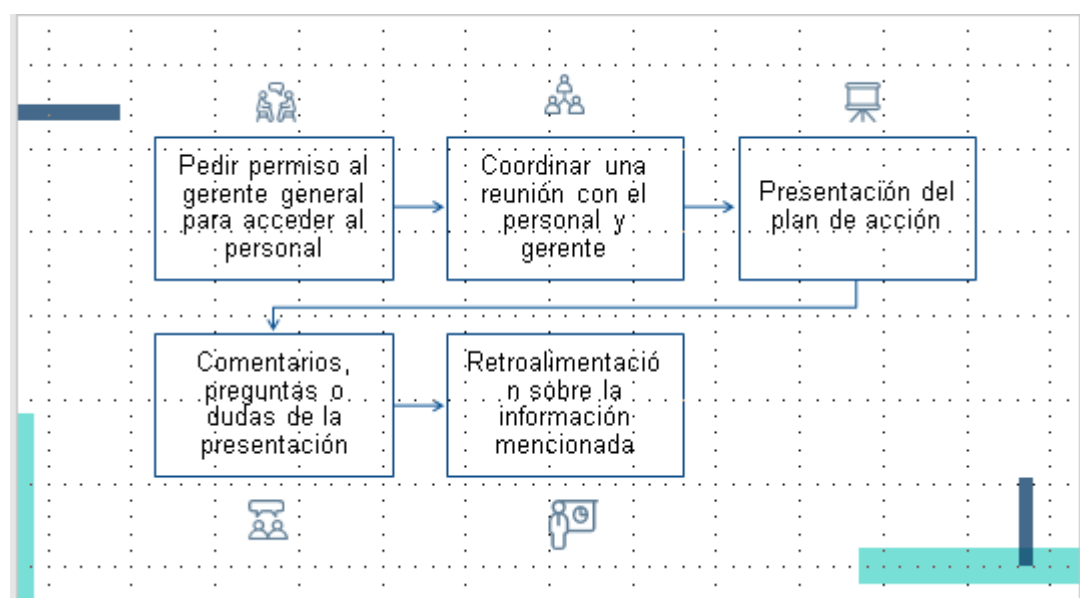 Pedir permiso al
gerente general
para acceder al
personal
Coordinar una
reunión con el
personal y
gerente
Presentación del
plan de acción
Comentarios,
preguntas o
dudas de la
presentación
Retroalimentació
n sobre la
información
mencionada